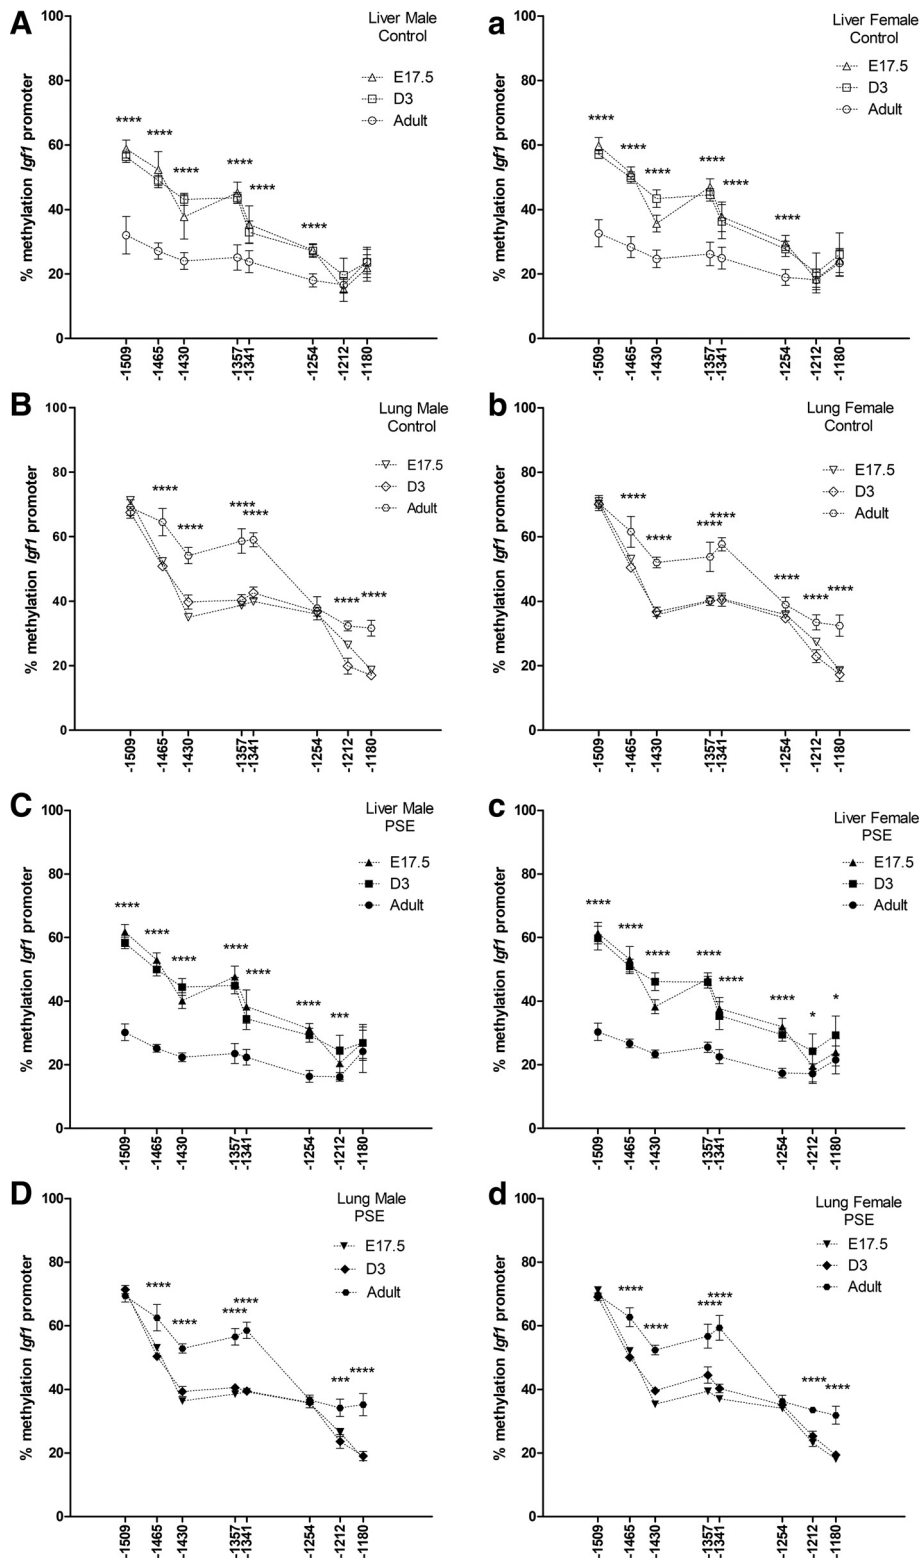 A
Liver Male
Control
E17.5
D3
Adult
% methylation Igf1 promoter
100
80
60
40
20
0
****
****
****
****
****
****
-1509
-1465
-1430
-1357
-1341
-1254
-1212
-1180
a
Liver Female
Control
E17.5
D3
Adult
% methylation Igf1 promoter
100
80
60
40
20
0
****
****
****
****
****
****
-1509
-1465
-1430
-1357
-1341
-1254
-1212
-1180
B
Lung Male
Control
E17.5
D3
Adult
% methylation Igf1 promoter
100
80
60
40
20
0
****
****
****
****
****
****
-1509
-1465
-1430
-1357
-1341
-1254
-1212
-1180
b
Lung Female
Control
E17.5
D3
Adult
% methylation Igf1 promoter
100
80
60
40
20
0
****
****
****
****
****
****
****
-1509
-1465
-1430
-1357
-1341
-1254
-1212
-1180
C
Liver Male
PSE
E17.5
D3
Adult
% methylation Igf1 promoter
100
80
60
40
20
0
****
****
****
****
****
****
***
-1509
-1465
-1430
-1357
-1341
-1254
-1212
-1180
c
Liver Female
PSE
E17.5
D3
Adult
% methylation Igf1 promoter
100
80
60
40
20
0
****
****
****
****
****
****
*
*
-1509
-1465
-1430
-1357
-1341
-1254
-1212
-1180
D
Lung Male
PSE
E17.5
D3
Adult
% methylation Igf1 promoter
100
80
60
40
20
0
****
****
****
****
***
****
-1509
-1465
-1430
-1357
-1341
-1254
-1212
-1180
d
Lung Female
PSE
E17.5
D3
Adult
% methylation Igf1 promoter
100
80
60
40
20
0
****
****
****
****
****
****
-1509
-1465
-1430
-1357
-1341
-1254
-1212
-1180